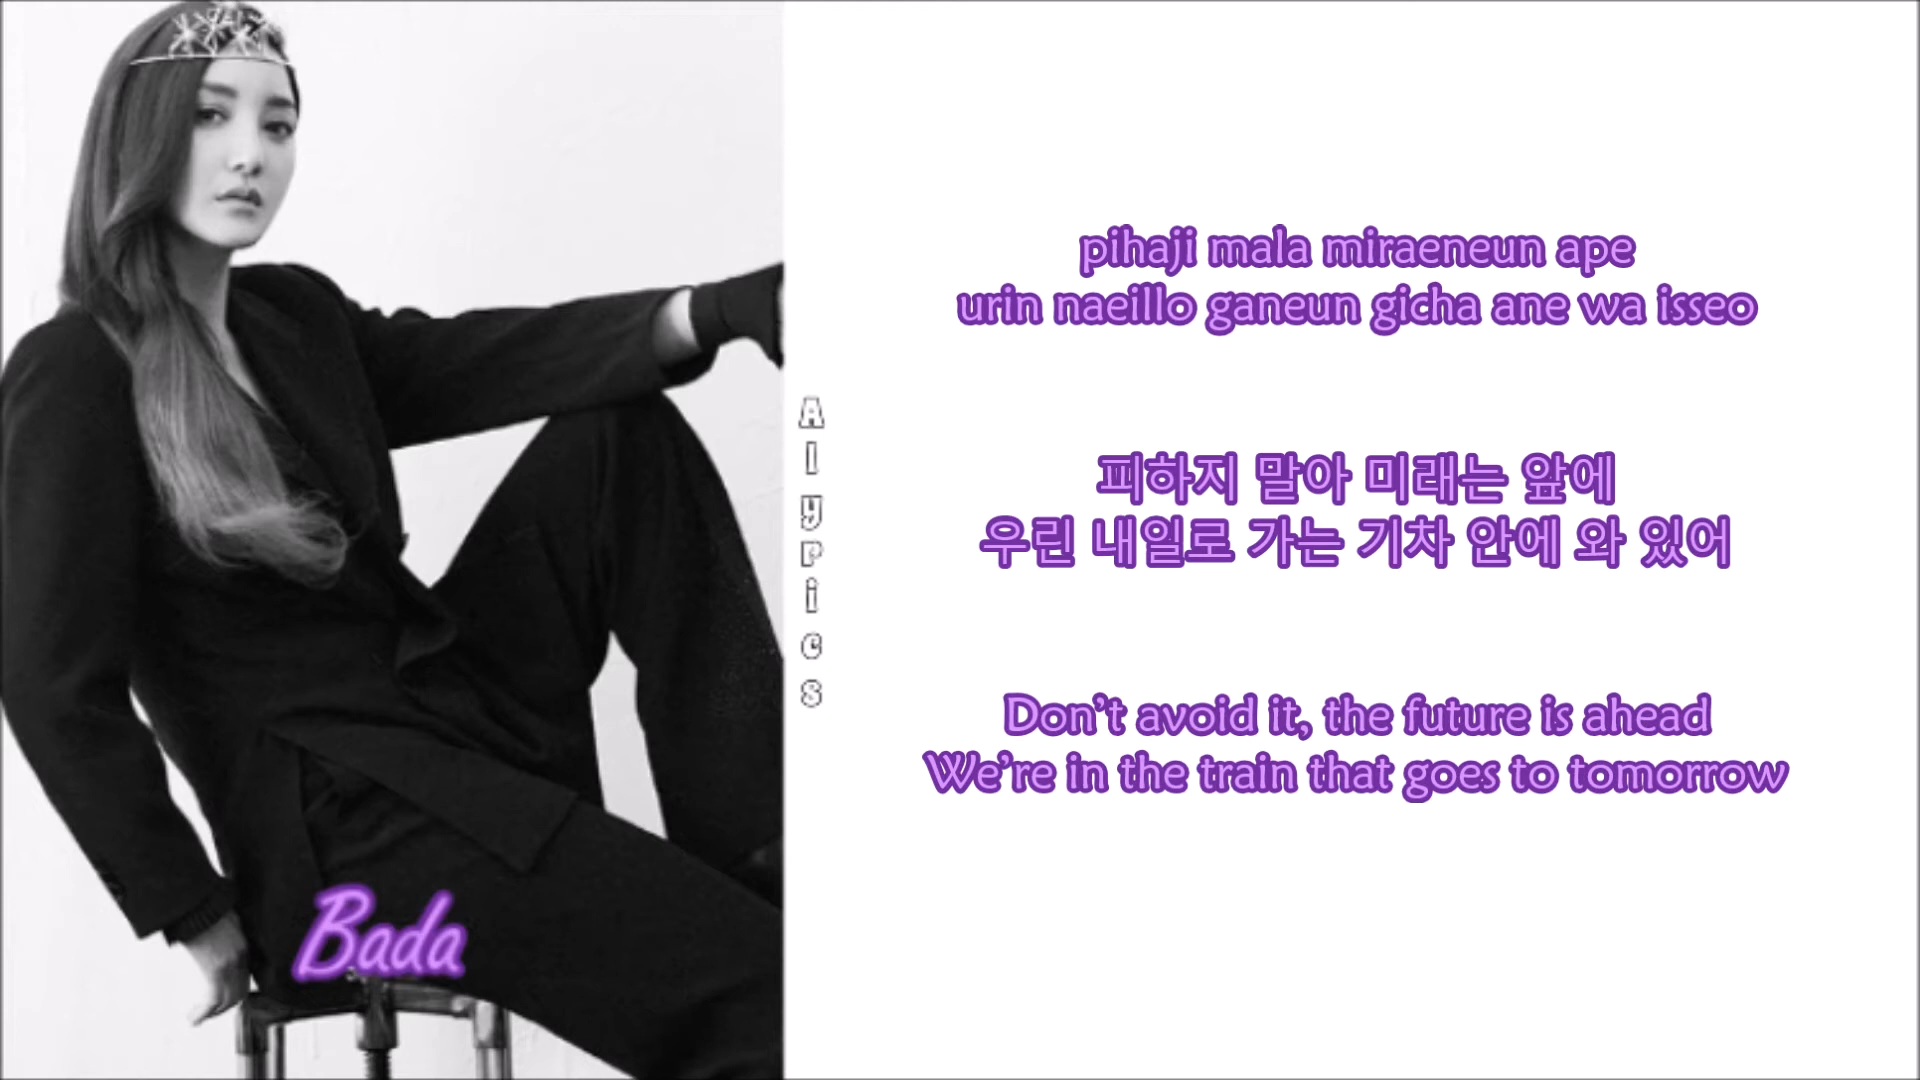 Bada
Alypics
pihaji mala miraeneun ape
urin naeillo ganeun gicha ane wa isseo
피하지 말아 미래는 앞에
우린 내일로 가는 기차 안에 와 있어
Don’t avoid it, the future is ahead
We’re in the train that goes to tomorrow